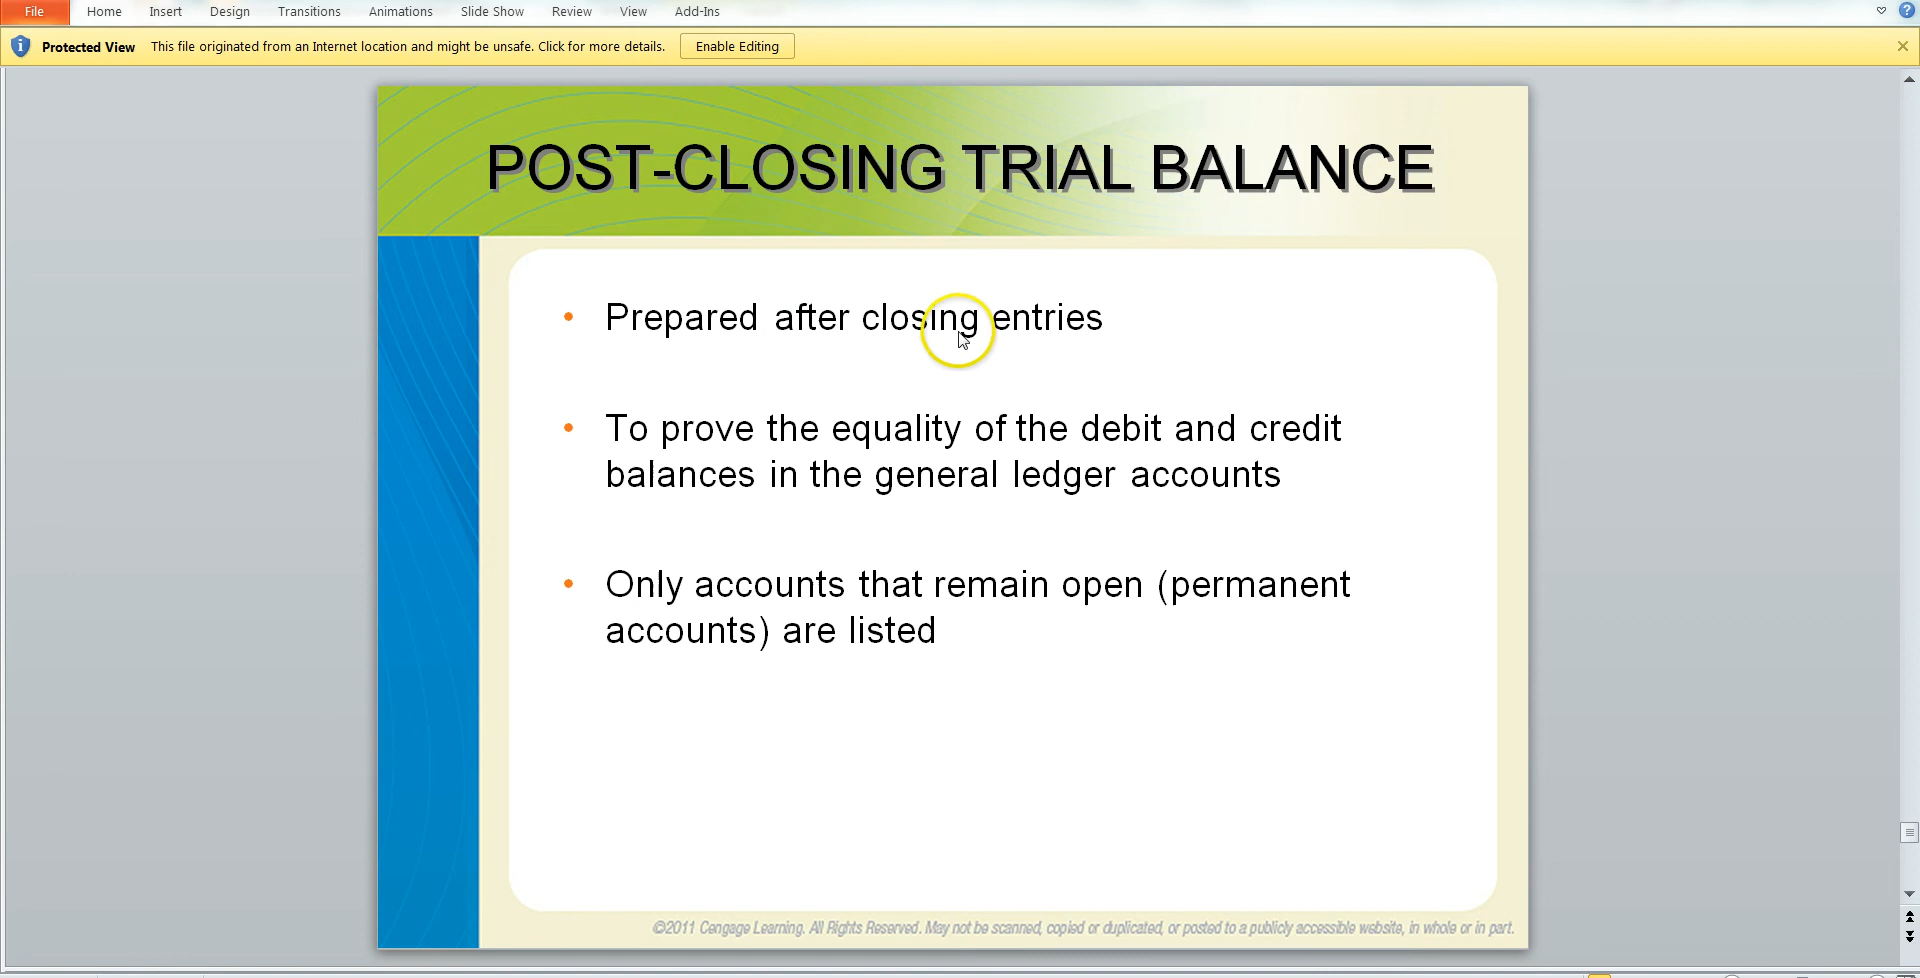 File Home Insert Design Transitions Animations Slide Show Review View Add-Ins
Protected View This file originated from an Internet location and might be unsafe. Click for more details. Enable Editing
POST-CLOSING TRIAL BALANCE
• Prepared after closing entries
• To prove the equality of the debit and credit
balances in the general ledger accounts
• Only accounts that remain open (permanent
accounts) are listed
©2011 Cengage Learning. All Rights Reserved. May not be scanned, copied or duplicated, or posted to a publicly accessible website, in whole or in part.